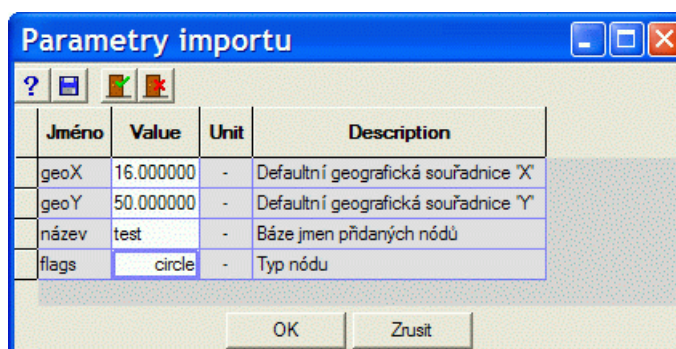 Parametry importu
?
Jméno Value Unit Description
geoX 16.000000 - Defaultní geografická souřadnice 'X'
geoY 50.000000 - Defaultní geografická souřadnice 'Y'
název test - Báze jmen přidaných nódů
flags circle - Typ nódu
OK Zrusit